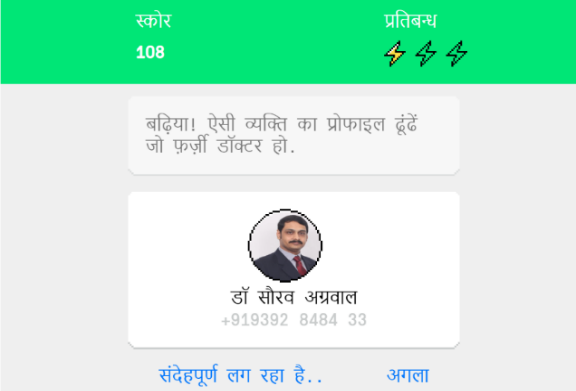 स्कोर
प्रतिबन्ध
108
बढ़िया! ऐसी व्यक्ति का प्रोफाइल ढूंढें
जो फ़र्ज़ी डॉक्टर हो.
डॉ सौरव अग्रवाल
+919392 8484 33
संदेहपूर्ण लग रहा है..
अगला